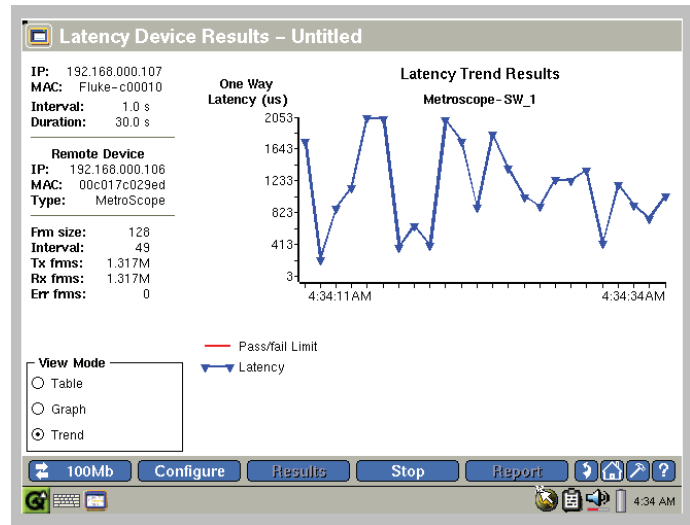 Latency Device Results – Untitled
IP: 192.168.000.107
MAC: Fluke-c00010
Interval: 1.0 s
Duration: 30.0 s
Remote Device
IP: 192.168.000.106
MAC: 00c017c029ed
Type: MetroScope
Frm size: 128
Interval: 49
Tx frms: 1.317M
Rx frms: 1.317M
Err frms: 0
One Way
Latency (us)
Latency Trend Results
Metroscope-SW_1
2053
1643
1233
823
413
3
4:34:11AM 4:34:34AM
Pass/fail Limit
Latency
View Mode
Table
Graph
Trend
100Mb Configure Results Stop Report ?
4:34 AM